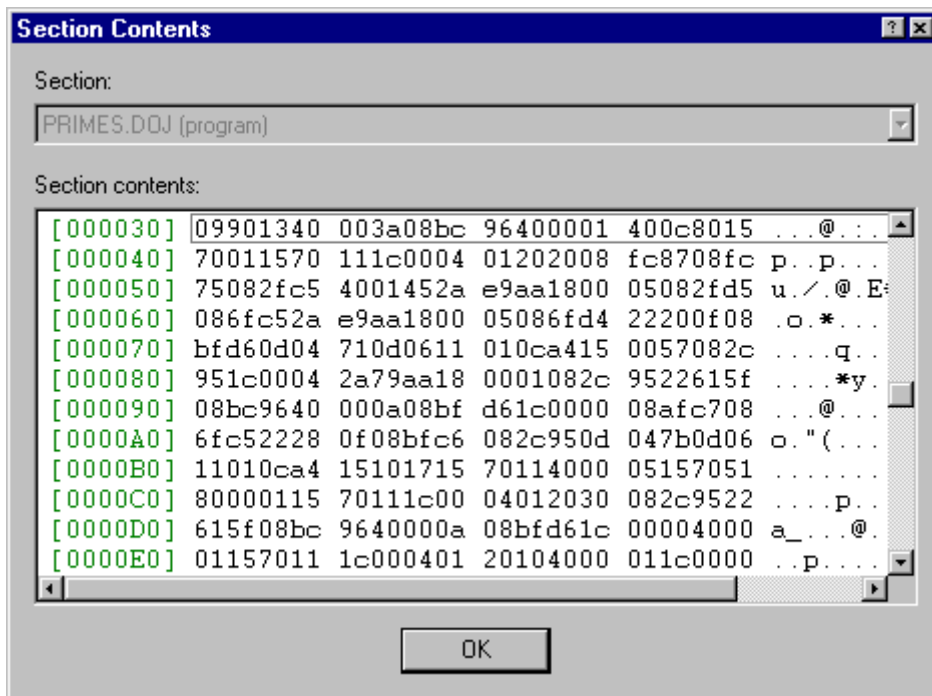 Section Contents
Section:
PRIMES.DOJ (program)
Section contents:
[000030] 09901340 003a08bc 96400001 400c8015 ...@.:.
[000040] 70011570 111c0004 01202008 fc8708fc p..p...
[000050] 75082fc5 4001452a e9aa1800 05082fd5 u./.@.E
[000060] 086fc52a e9aa1800 05086fd4 22200f08 .o.*...
[000070] bfd60d04 710d0611 010ca415 0057082c ....q..
[000080] 951c0004 2a79aa18 0001082c 9522615f ....*y.
[000090] 08bc9640 000a08bf d61c0000 08afc708 ...@...
[0000A0] 6fc52228 0f08bfc6 082c950d 047b0d06 o."(...
[0000B0] 11010ca4 15101715 70114000 05157051 .......
[0000C0] 80000115 70111c00 04012030 082c9522 ....p..
[0000D0] 615f08bc 9640000a 08bfd61c 00004000 a_...@.
[0000E0] 01157011 1c000401 20104000 011c0000 ..p....
OK